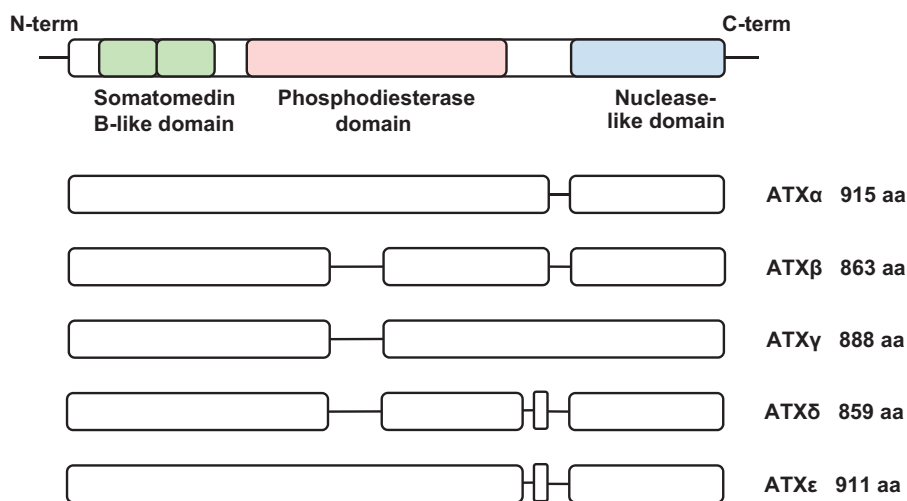 N-term
C-term
Somatomedin
B-like domain
Phosphodiesterase
domain
Nuclease-
like domain
ATXα 915 aa
ATXβ 863 aa
ATXγ 888 aa
ATXδ 859 aa
ATXε 911 aa